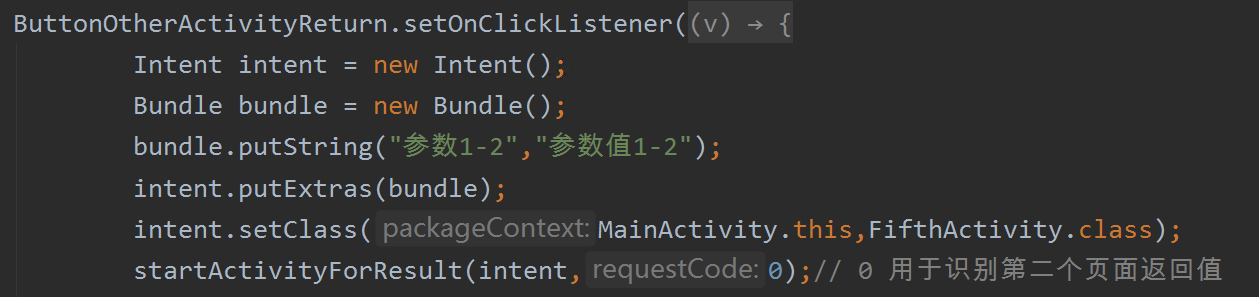 ButtonOtherActivityReturn.setOnClickListener((v) → {
Intent intent = new Intent();
Bundle bundle = new Bundle();
bundle.putString("参数1-2","参数值1-2");
intent.putExtras(bundle);
intent.setClass( packageContext: MainActivity.this,FifthActivity.class);
startActivityForResult(intent, requestCode: 0);// 0 用于识别第二个页面返回值